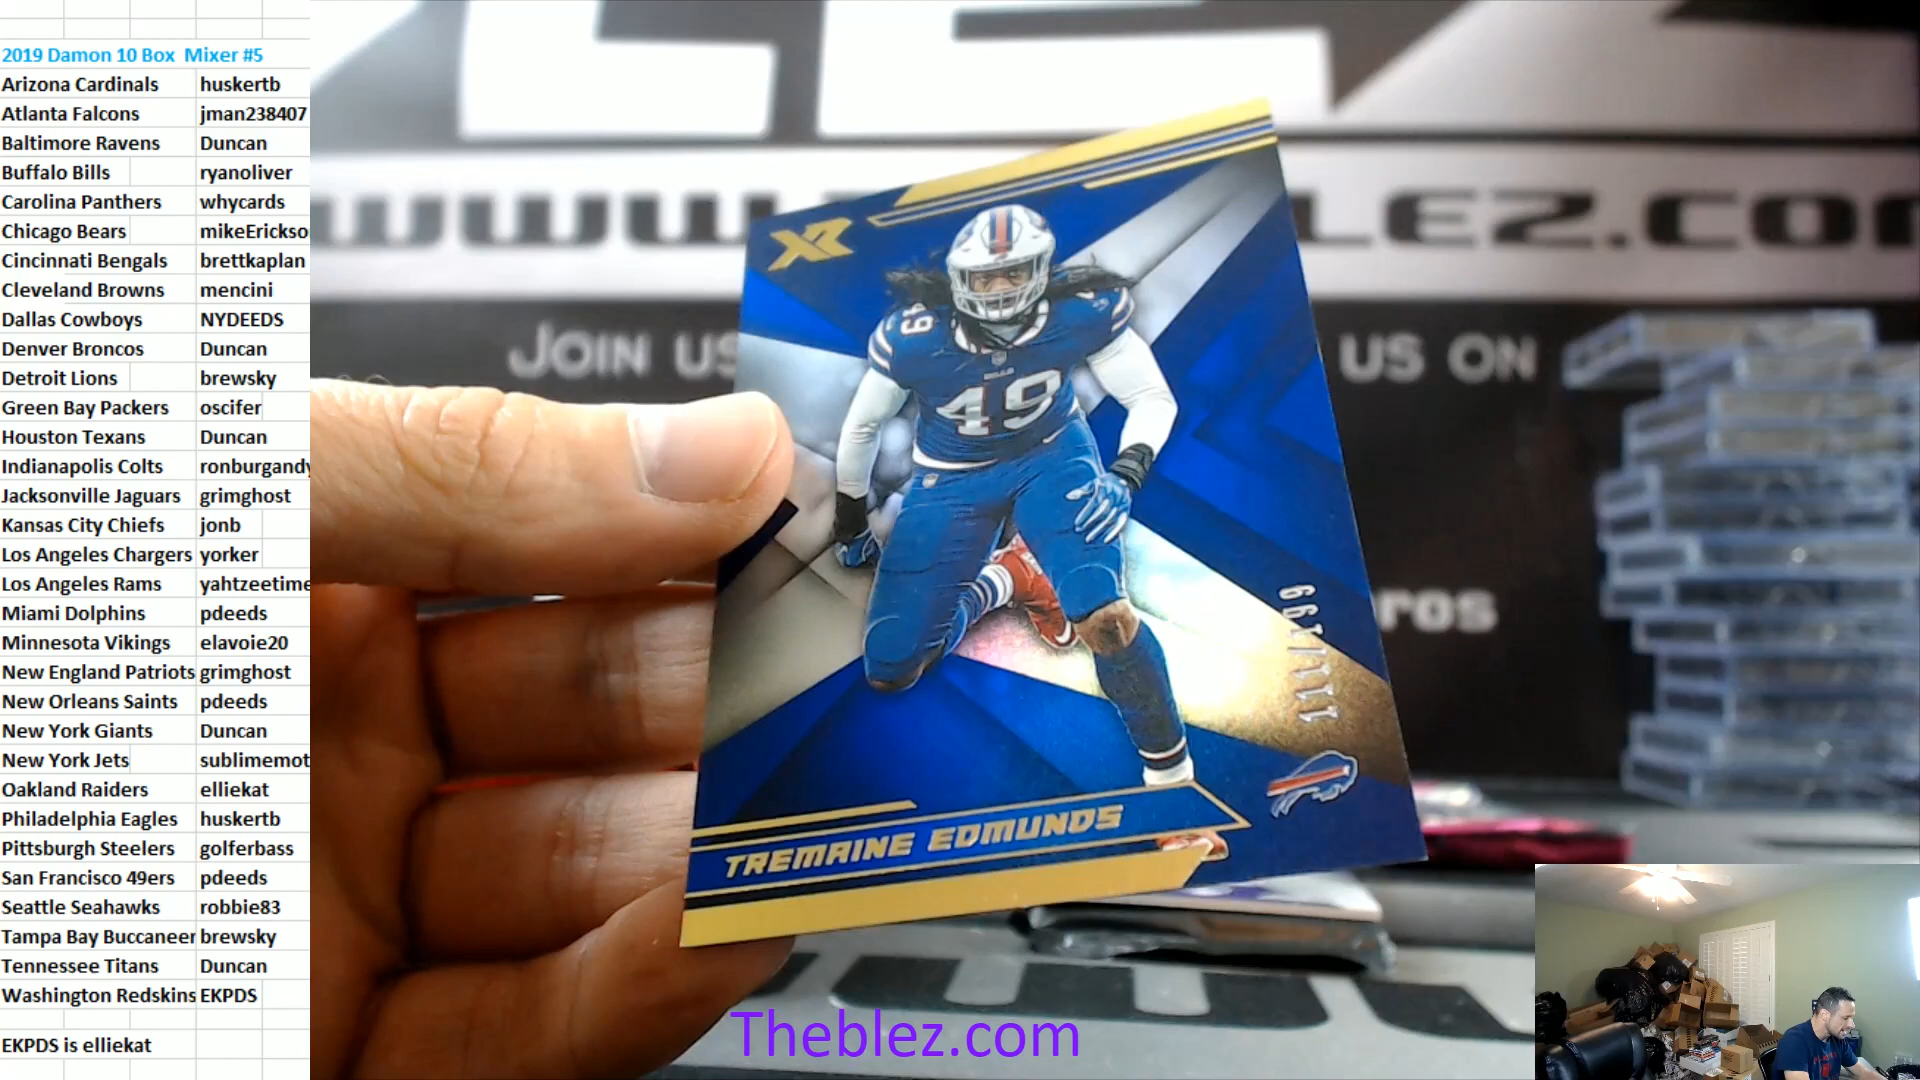 2019 Damon 10 Box Mixer #5
Arizona Cardinals huskertb
Atlanta Falcons jman238407
Baltimore Ravens Duncan
Buffalo Bills ryanoliver
Carolina Panthers whycards
Chicago Bears mikeErickso
Cincinnati Bengals brettkaplan
Cleveland Browns mencini
Dallas Cowboys NYDEEDS
Denver Broncos Duncan
Detroit Lions brewsky
Green Bay Packers oscifer
Houston Texans Duncan
Indianapolis Colts ronburgandy
Jacksonville Jaguars grimghost
Kansas City Chiefs jonb
Los Angeles Chargers yorker
Los Angeles Rams yahtzeetime
Miami Dolphins pdeeds
Minnesota Vikings elavoie20
New England Patriots grimghost
New Orleans Saints pdeeds
New York Giants Duncan
New York Jets sublimemot
Oakland Raiders elliekat
Philadelphia Eagles huskertb
Pittsburgh Steelers golferbass
San Francisco 49ers pdeeds
Seattle Seahawks robbie83
Tampa Bay Buccaneer brewsky
Tennessee Titans Duncan
Washington Redskins EKPDS
EKPDS is elliekat
JOIN US
US ON
XR
49
49
BILLS
111/199
TREMAINE EDMUNDS
Theblez.com